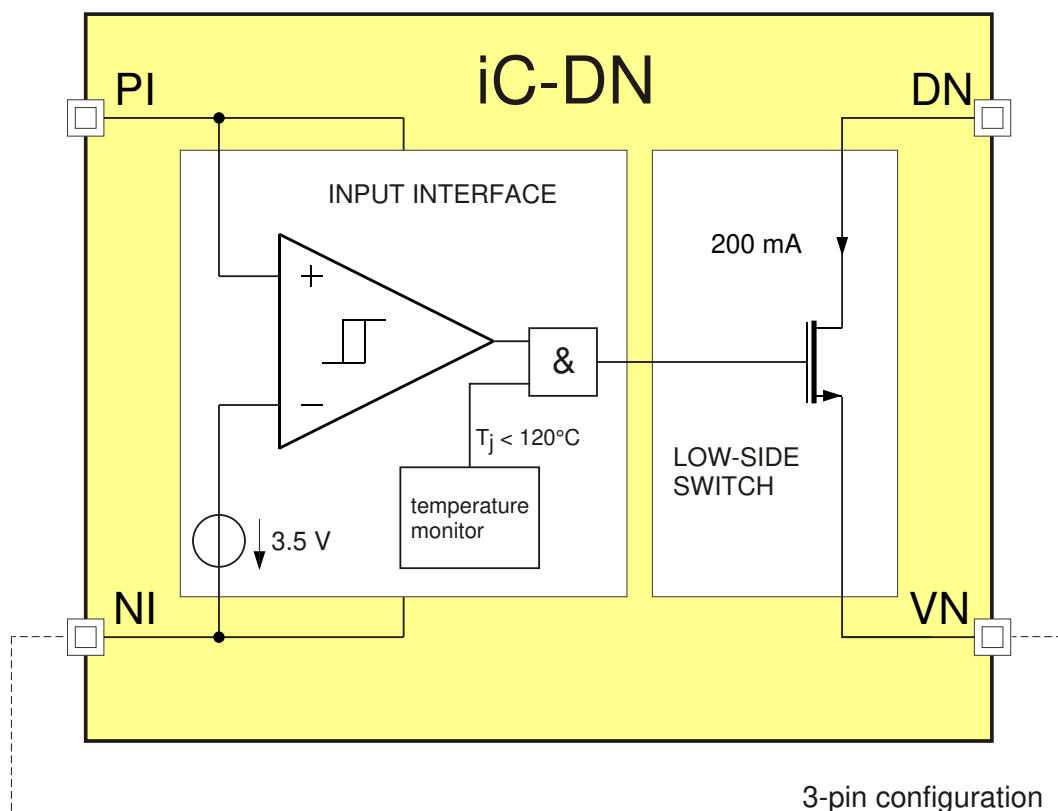 iC-DN
PI
DN
INPUT INTERFACE
200 mA
+
&
−
Tj < 120°C
LOW-SIDE
SWITCH
temperature
monitor
3.5 V
NI
VN
3-pin configuration